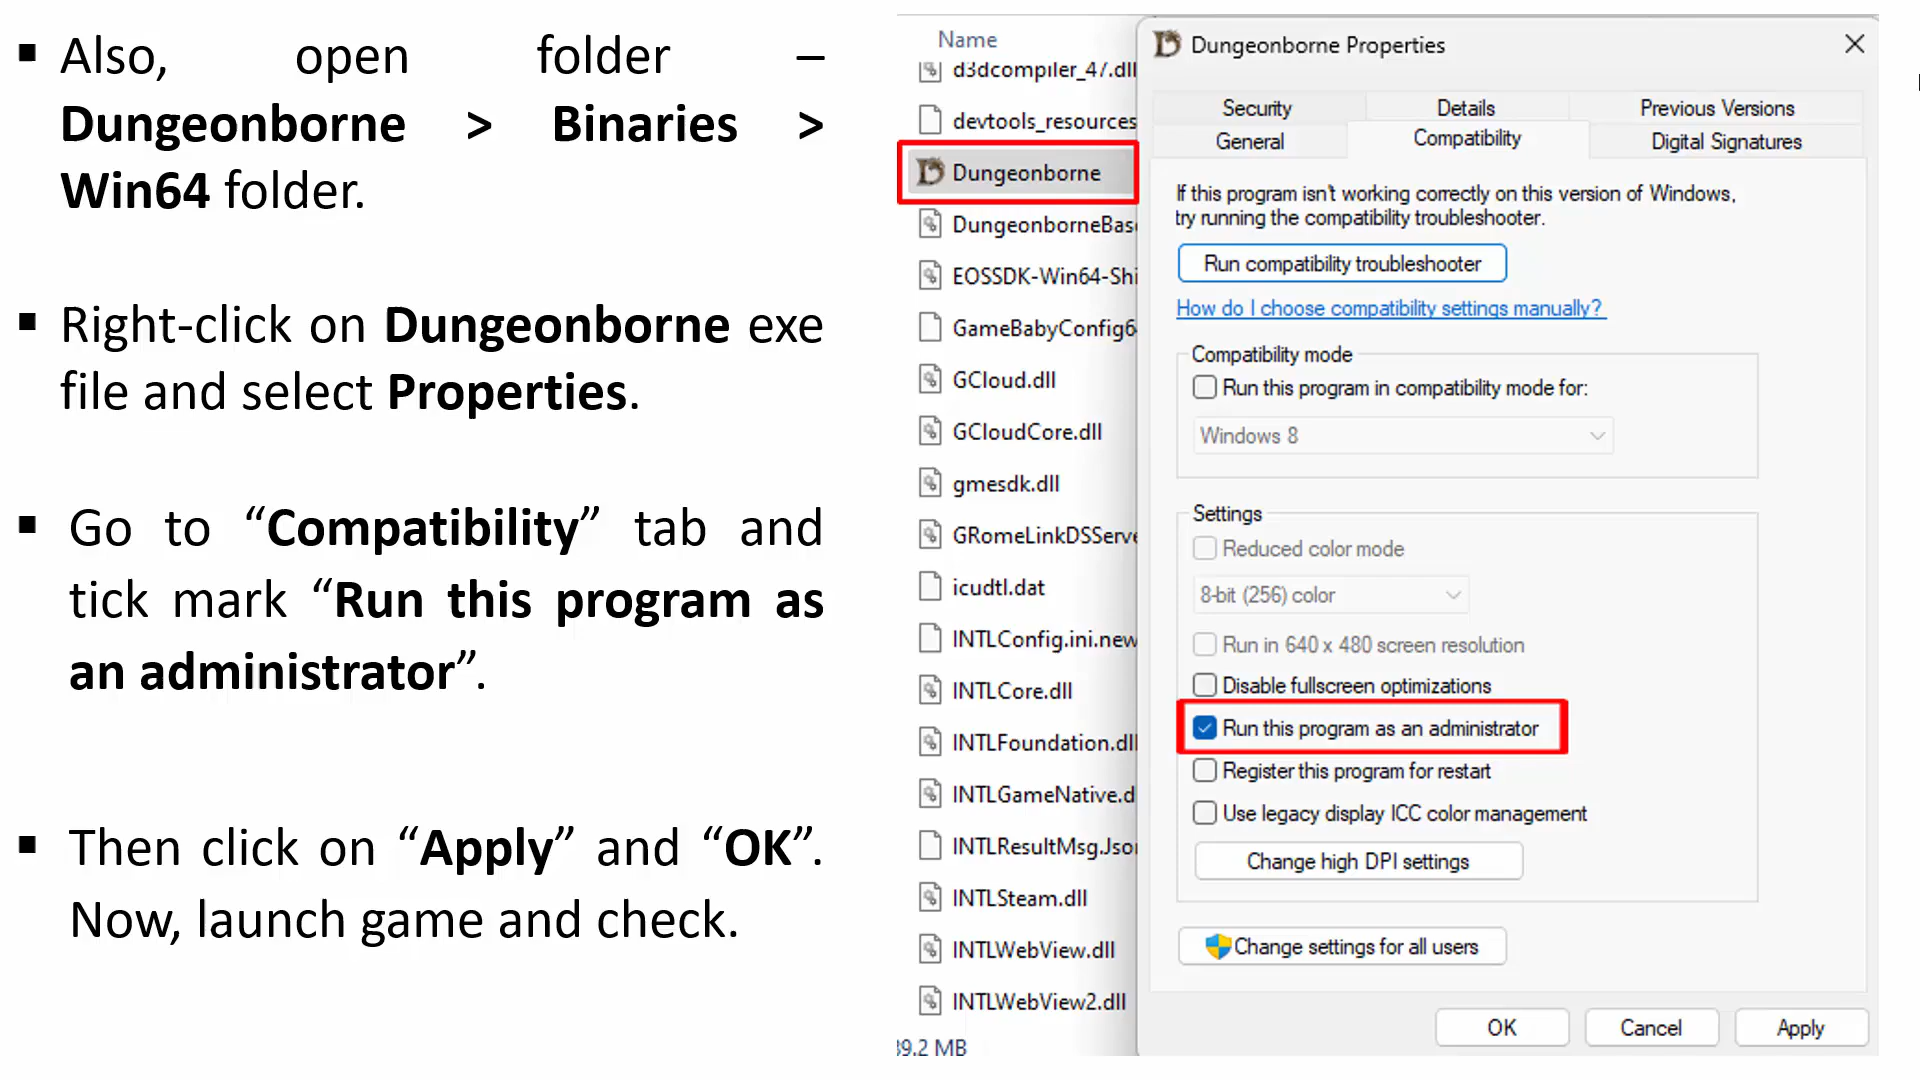 ▪ Also, open folder –
Dungeonborne > Binaries >
Win64 folder.
▪ Right-click on Dungeonborne exe
file and select Properties.
▪ Go to “Compatibility” tab and
tick mark “Run this program as
an administrator”.
▪ Then click on “Apply” and “OK”.
Now, launch game and check.
Name
d3dcompiler_47.dll
devtools_resources
Dungeonborne
DungeonborneBas
EOSSDK-Win64-Shi
GameBabyConfig6
GCloud.dll
GCloudCore.dll
gmesdk.dll
GRomeLinkDSServe
icudtl.dat
INTLConfig.ini.new
INTLCore.dll
INTLFoundation.dll
INTLGameNative.d
INTLResultMsg.Jso
INTLSteam.dll
INTLWebView.dll
INTLWebView2.dll
39.2 MB
Dungeonborne Properties
Security Details Previous Versions
General Compatibility Digital Signatures
If this program isn't working correctly on this version of Windows,
try running the compatibility troubleshooter.
Run compatibility troubleshooter
How do I choose compatibility settings manually?
Compatibility mode
Run this program in compatibility mode for:
Windows 8
Settings
Reduced color mode
8-bit (256) color
Run in 640 x 480 screen resolution
Disable fullscreen optimizations
Run this program as an administrator
Register this program for restart
Use legacy display ICC color management
Change high DPI settings
Change settings for all users
OK Cancel Apply